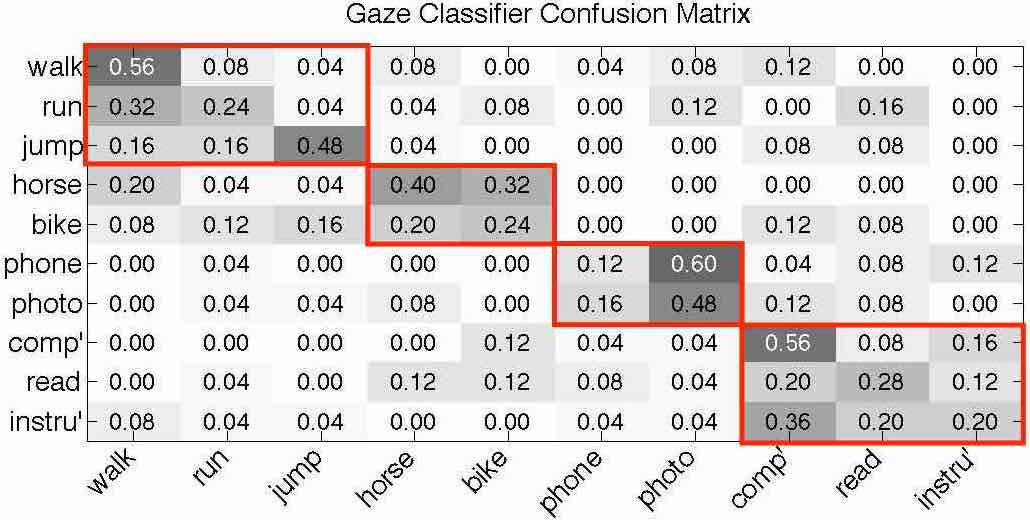 Gaze Classifier Confusion Matrix
walk 0.56 0.08 0.04 0.08 0.00 0.04 0.08 0.12 0.00 0.00
run 0.32 0.24 0.04 0.04 0.08 0.00 0.12 0.00 0.16 0.00
jump 0.16 0.16 0.48 0.04 0.00 0.00 0.00 0.08 0.08 0.00
horse 0.20 0.04 0.04 0.40 0.32 0.00 0.00 0.00 0.00 0.00
bike 0.08 0.12 0.16 0.20 0.24 0.00 0.00 0.12 0.08 0.00
phone 0.00 0.04 0.00 0.00 0.00 0.12 0.60 0.04 0.08 0.12
photo 0.00 0.04 0.04 0.08 0.00 0.16 0.48 0.12 0.08 0.00
comp' 0.00 0.00 0.00 0.00 0.12 0.04 0.04 0.56 0.08 0.16
read 0.00 0.04 0.00 0.12 0.12 0.08 0.04 0.20 0.28 0.12
instru' 0.08 0.04 0.04 0.00 0.00 0.04 0.04 0.36 0.20 0.20
walk run jump horse bike phone photo comp' read instru'